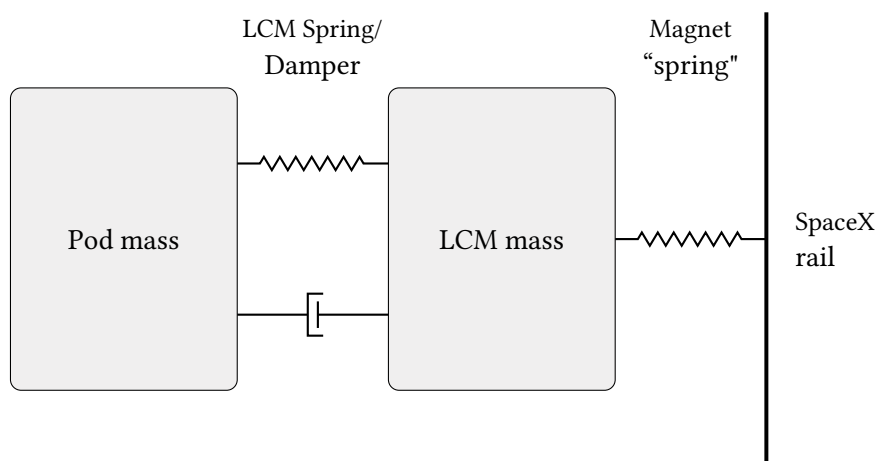 LCM Spring/
Damper
Magnet
“spring"
Pod mass
LCM mass
SpaceX
rail